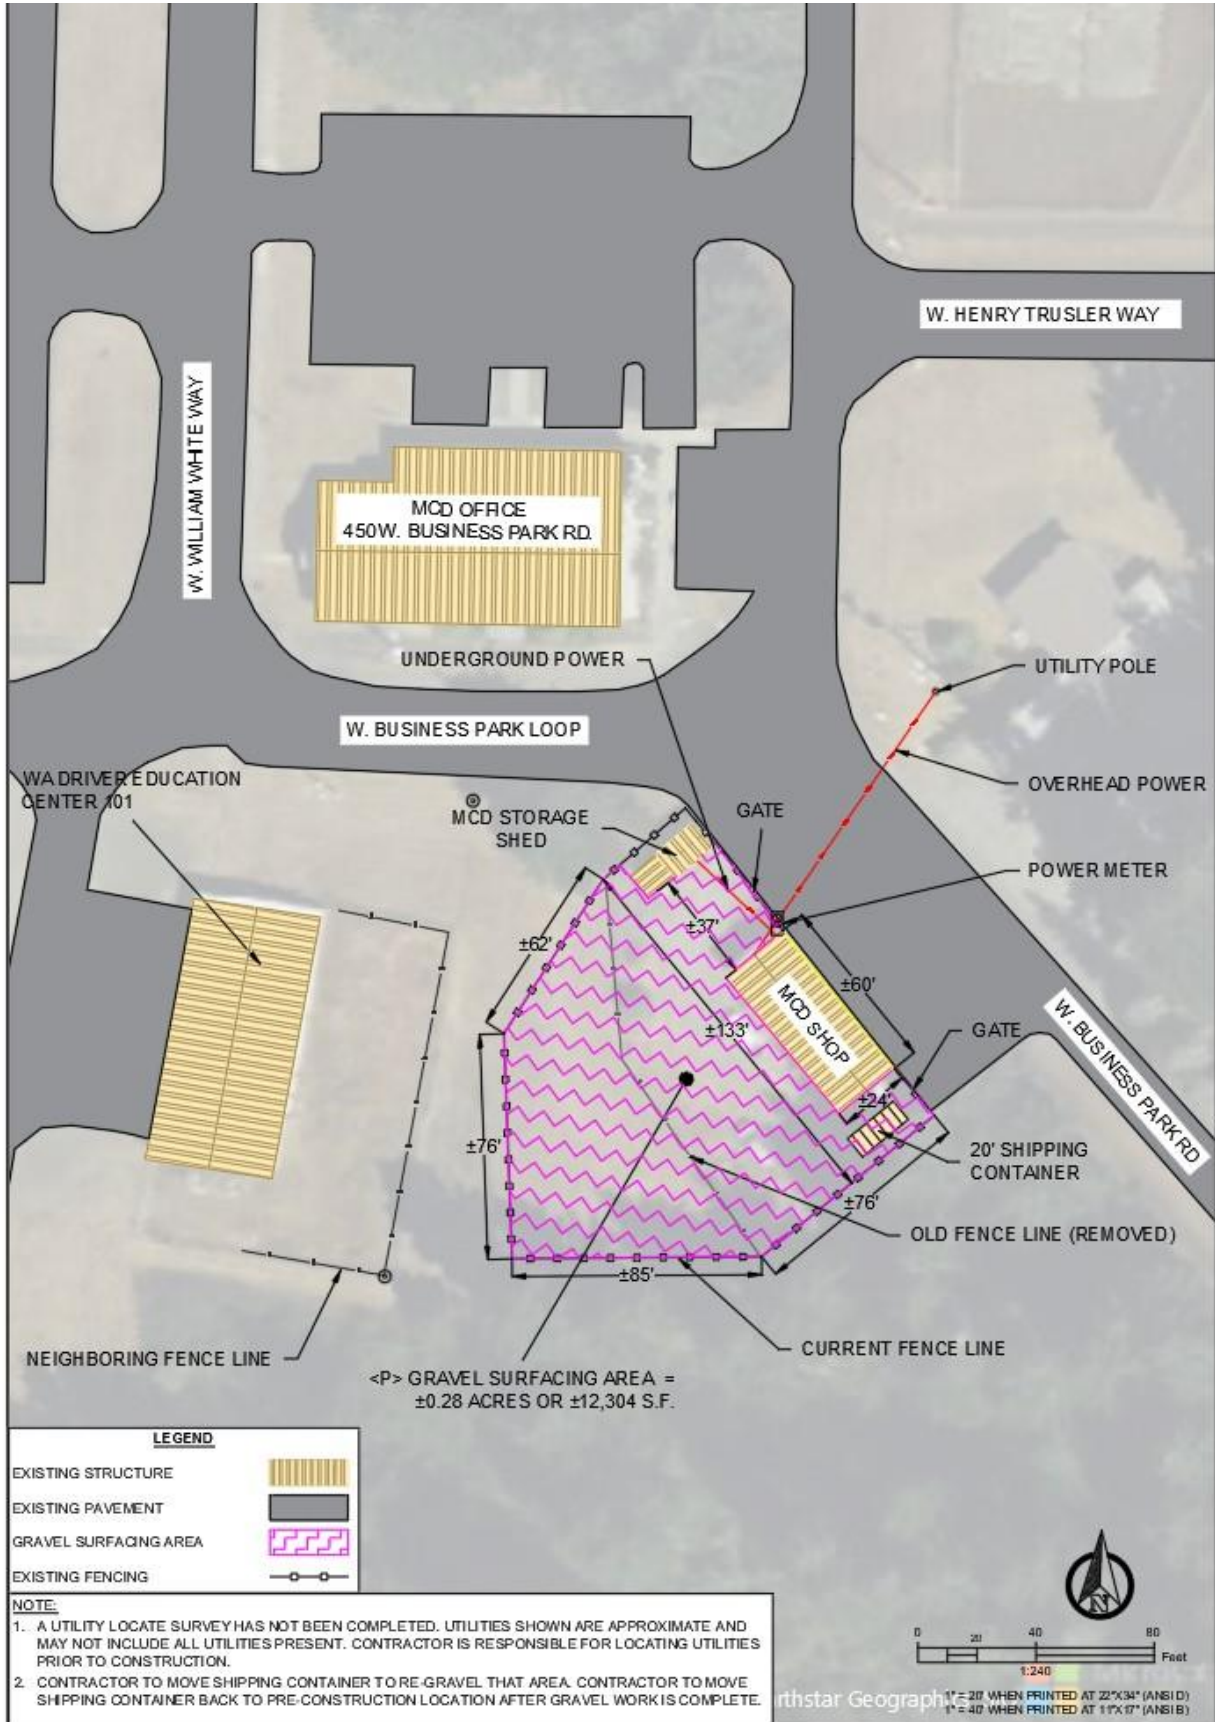 W. HENRY TRUSLER WAY
W. WILLIAM WHITE WAY
MCD OFFICE
450 W. BUSINESS PARK RD.
UNDERGROUND POWER
UTILITY POLE
W. BUSINESS PARK LOOP
WA DRIVER EDUCATION
CENTER 101
OVERHEAD POWER
MCD STORAGE
SHED
GATE
POWER METER
±37'
±62'
±60'
MCD SHOP
±133'
W. BUSINESS PARK RD
GATE
±24'
±76'
20' SHIPPING
CONTAINER
±76'
OLD FENCE LINE (REMOVED)
±85'
CURRENT FENCE LINE
NEIGHBORING FENCE LINE
<P> GRAVEL SURFACING AREA =
±0.28 ACRES OR ±12,304 S.F.
LEGEND
EXISTING STRUCTURE
EXISTING PAVEMENT
GRAVEL SURFACING AREA
EXISTING FENCING
N
NOTE:
1. A UTILITY LOCATE SURVEY HAS NOT BEEN COMPLETED. UTILITIES SHOWN ARE APPROXIMATE AND
MAY NOT INCLUDE ALL UTILITIES PRESENT. CONTRACTOR IS RESPONSIBLE FOR LOCATING UTILITIES
PRIOR TO CONSTRUCTION.
2. CONTRACTOR TO MOVE SHIPPING CONTAINER TO RE-GRAVEL THAT AREA. CONTRACTOR TO MOVE
SHIPPING CONTAINER BACK TO PRE-CONSTRUCTION LOCATION AFTER GRAVEL WORK IS COMPLETE.
0 20 40 80
Feet
1:240
rthstar Geographics
1" = 20' WHEN PRINTED AT 22"X34" (ANSI D)
1" = 40' WHEN PRINTED AT 11"X17" (ANSI B)